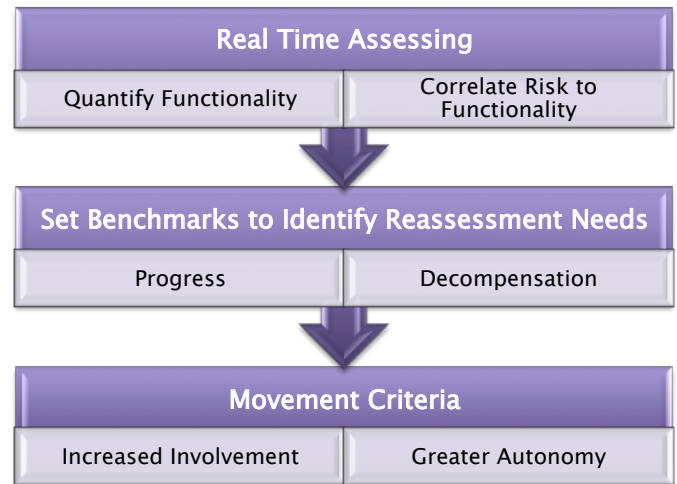 Real Time Assessing
Quantify Functionality
Correlate Risk to
Functionality
Set Benchmarks to Identify Reassessment Needs
Progress
Decompensation
Movement Criteria
Increased Involvement
Greater Autonomy